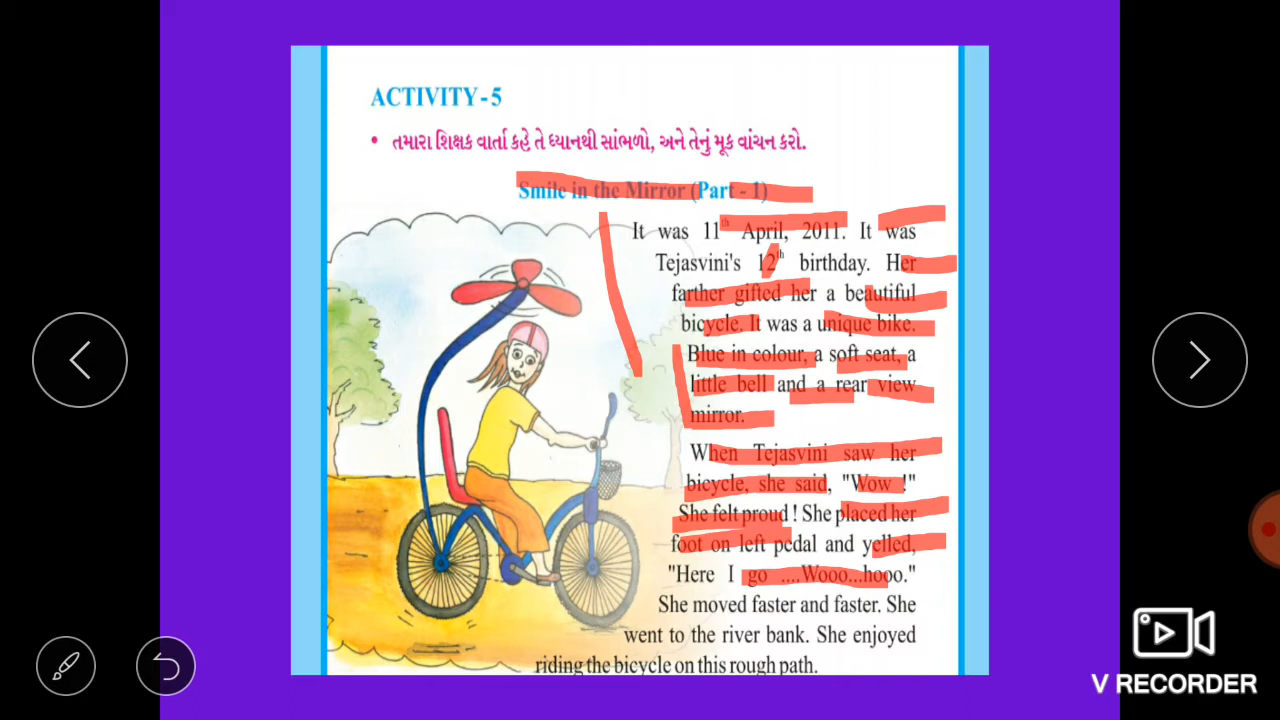 ACTIVITY - 5
• તમારા શિક્ષક વાર્તા કહે તે ધ્યાનથી સાંભળો, અને તેનું મૂક વાંચન કરો.
Smile in the Mirror (Part - 1)
It was 11th April, 2011. It was
Tejasvini's 12th birthday. Her
farther gifted her a beautiful
bicycle. It was a unique bike.
Blue in colour, a soft seat, a
little bell and a rear view
mirror.
When Tejasvini saw her
bicycle, she said, "Wow !"
She felt proud ! She placed her
foot on left pedal and yelled,
"Here I go ....Wooo...hooo."
She moved faster and faster. She
went to the river bank. She enjoyed
riding the bicycle on this rough path.
V RECORDER